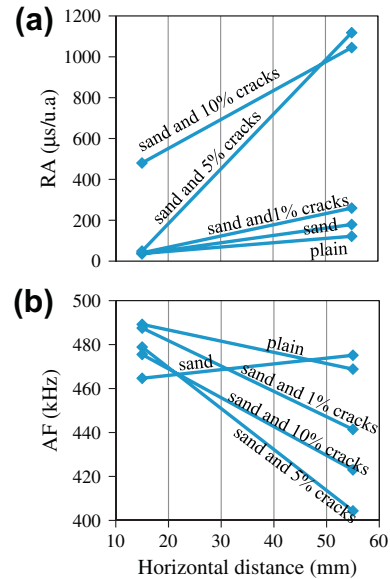 (a)
1200
1000
800
600
400
200
0
RA (μs/u.a)
sand and 10% cracks
sand and 5% cracks
sand and1% cracks
sand
plain
(b)
500
480
460
440
420
400
AF (kHz)
plain
sand
sand and 1% cracks
sand and 10% cracks
sand and 5% cracks
10 20 30 40 50 60
Horizontal distance (mm)